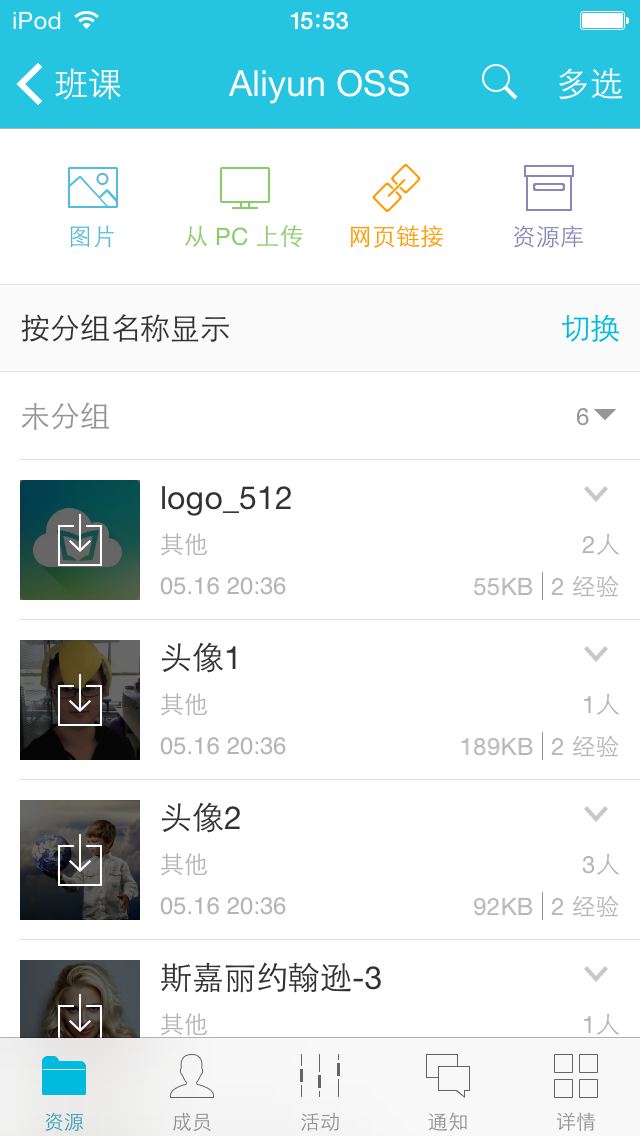 iPod 15:53
班课 Aliyun OSS 多选
图片 从 PC 上传 网页链接 资源库
按分组名称显示 切换
未分组 6
logo_512
其他 2人
05.16 20:36 55KB 2 经验
头像1
其他 1人
05.16 20:36 189KB 2 经验
头像2
其他 3人
05.16 20:36 92KB 2 经验
斯嘉丽约翰逊-3
其他 1人
资源 成员 活动 通知 详情